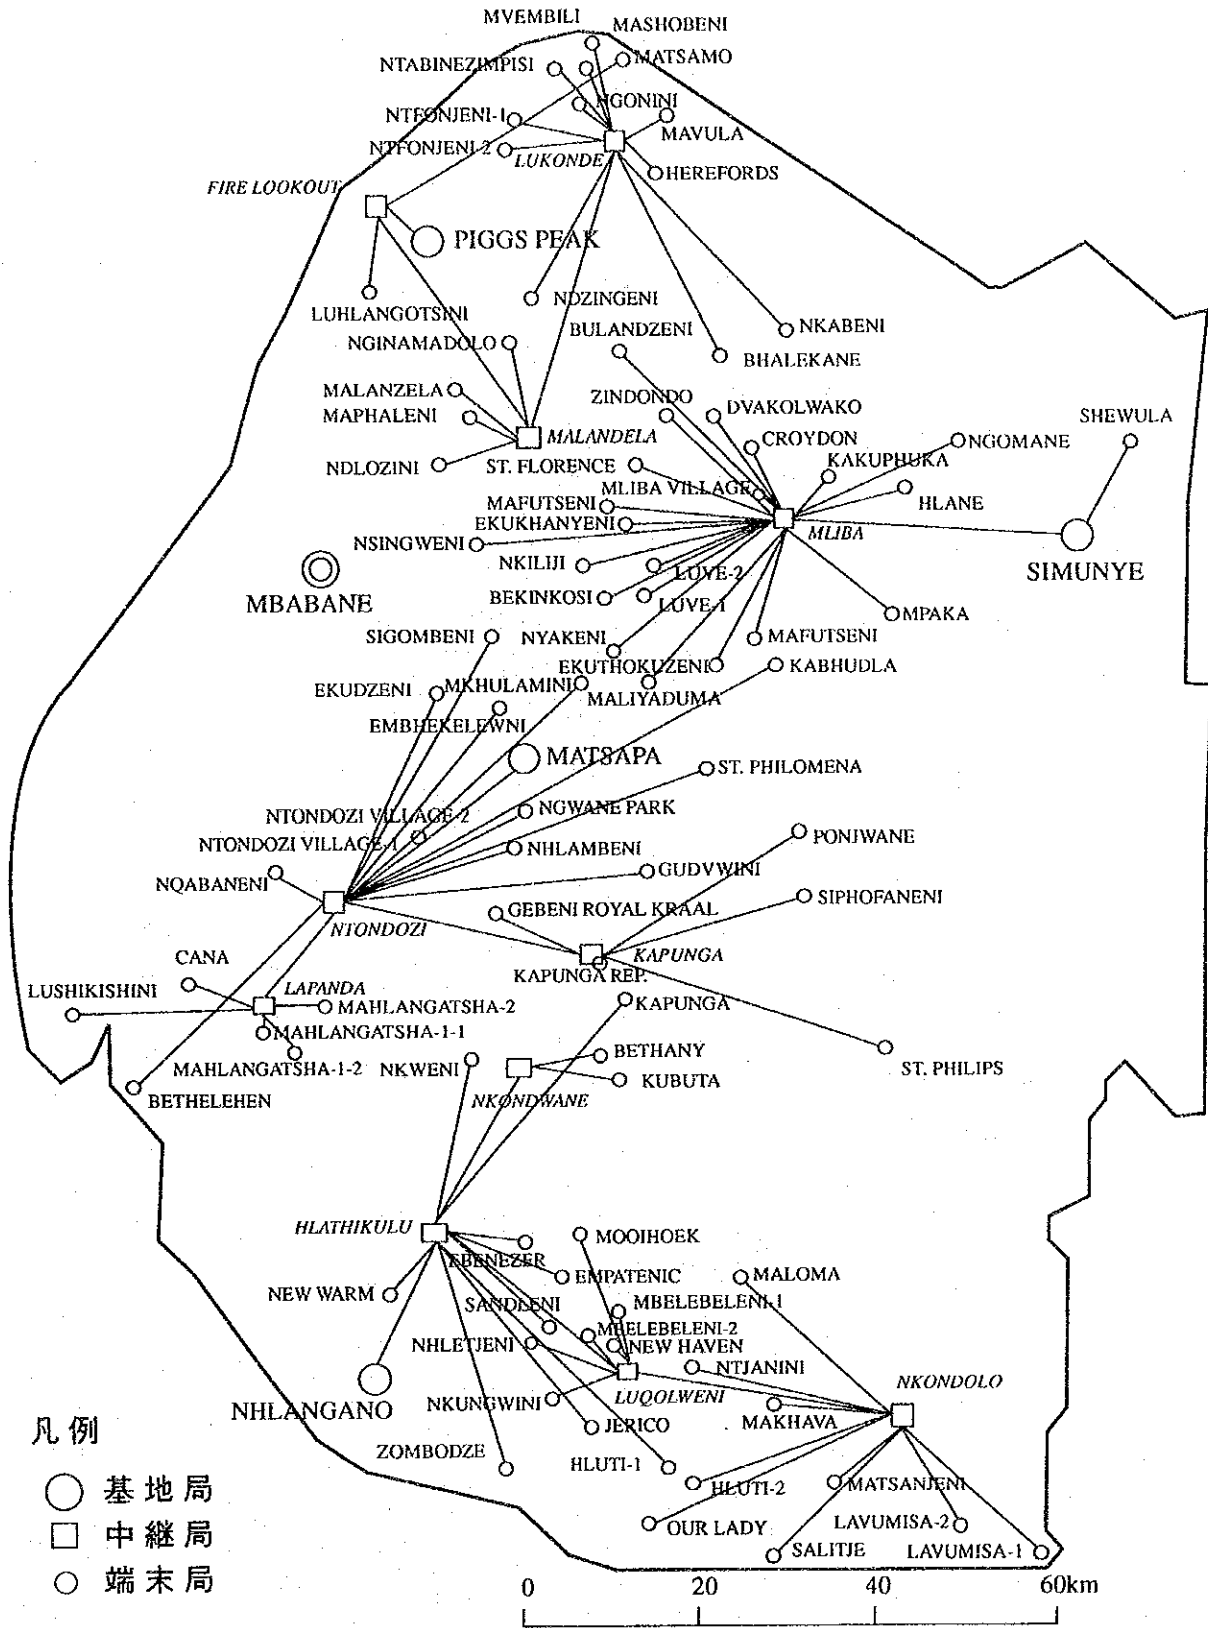 MVEMBILI
MASHOBENI
NTABINEZIMPISI
MATSAMO
NGONINI
NTFONJENI-1
MAVULA
NTFONJENI-2
LUKONDE
HEREFORDS
FIRE LOOKOUT
PIGGS PEAK
LUHLANGOTSINI
NDZINGENI
NGINAMADOLO
BULANDZENI
NKABENI
BHALEKANE
MALANZELA
ZINDONDO
DVAKOLWAKO
MAPHALENI
MALANDELA
CROYDON
NGOMANE
SHEWULA
NDLOZINI
ST. FLORENCE
KAKUPHUKA
MLIBA VILLAGE
HLANE
MAFUTSENI
EKUKHANYENI
MLIBA
NSINGWENI
NKILIJI
LUVE-2
SIMUNYE
MBABANE
BEKINKOSI
LUVE-1
MPAKA
SIGOMBENI
NYAKENI
MAFUTSENI
EKUTHOKUZENI
KABHUDLA
EKUDZENI
MKHULAMINI
MALIYADUMA
EMBHEKELEWNI
MATSAPA
ST. PHILOMENA
NTONDOZI VILLAGE-2
NGWANE PARK
NTONDOZI VILLAGE-1
NHLAMBENI
PONJWANE
NQABANENI
GUDVWINI
SIPHOFANENI
NTONDOZI
GEBENI ROYAL KRAAL
KAPUNGA
CANA
KAPUNGA REP.
LUSHIKISHINI
LAPANDA
MAHLANGATSHA-2
KAPUNGA
MAHLANGATSHA-1-1
BETHANY
MAHLANGATSHA-1-2
NKWENI
KUBUTA
ST. PHILIPS
BETHELEHEN
NKONDWANE
HLATHIKULU
MOOIHOEK
EBENEZER
EMPATENIC
MALOMA
NEW WARM
SANDLENI
MBELEBELENI-1
MBELEBELENI-2
NHLETJENI
NEW HAVEN
NTJANINI
NKONDOLO
NHLANGANO
NKUNGWINI
LUQOLWENI
MAKHAVA
JERICO
ZOMBODZE
HLUTI-1
HLUTI-2
MATSANJENI
OUR LADY
LAVUMISA-2
SALITJE
LAVUMISA-1
凡例
基地局
中継局
端末局
0 20 40 60km